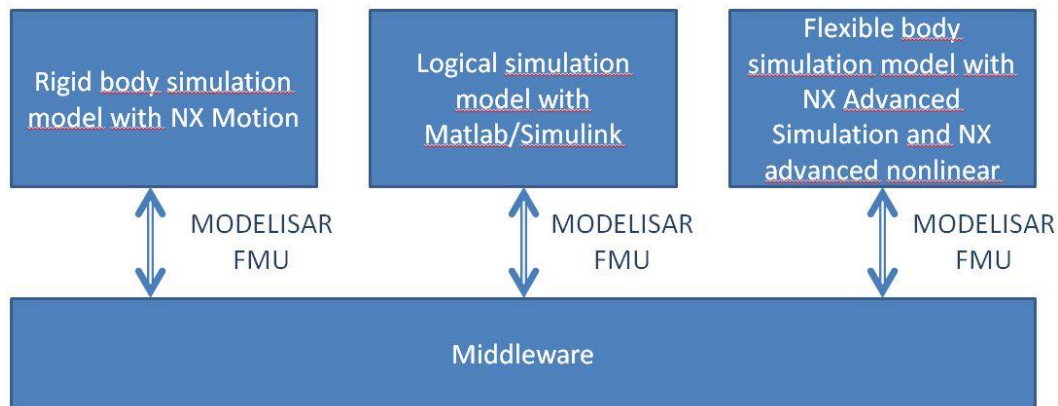 Rigid body simulation
model with NX Motion
Logical simulation
model with
Matlab/Simulink
Flexible body
simulation model with
NX Advanced
Simulation and NX
advanced nonlinear
MODELISAR
FMU
MODELISAR
FMU
MODELISAR
FMU
Middleware